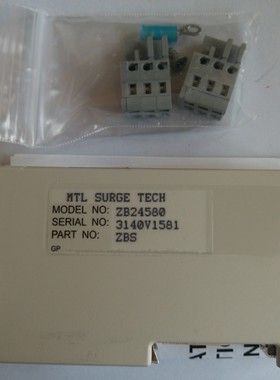 MTL SURGE TECH
MODEL NO: ZB24580
SERIAL NO: 3140V1581
PART NO: ZBS
GP